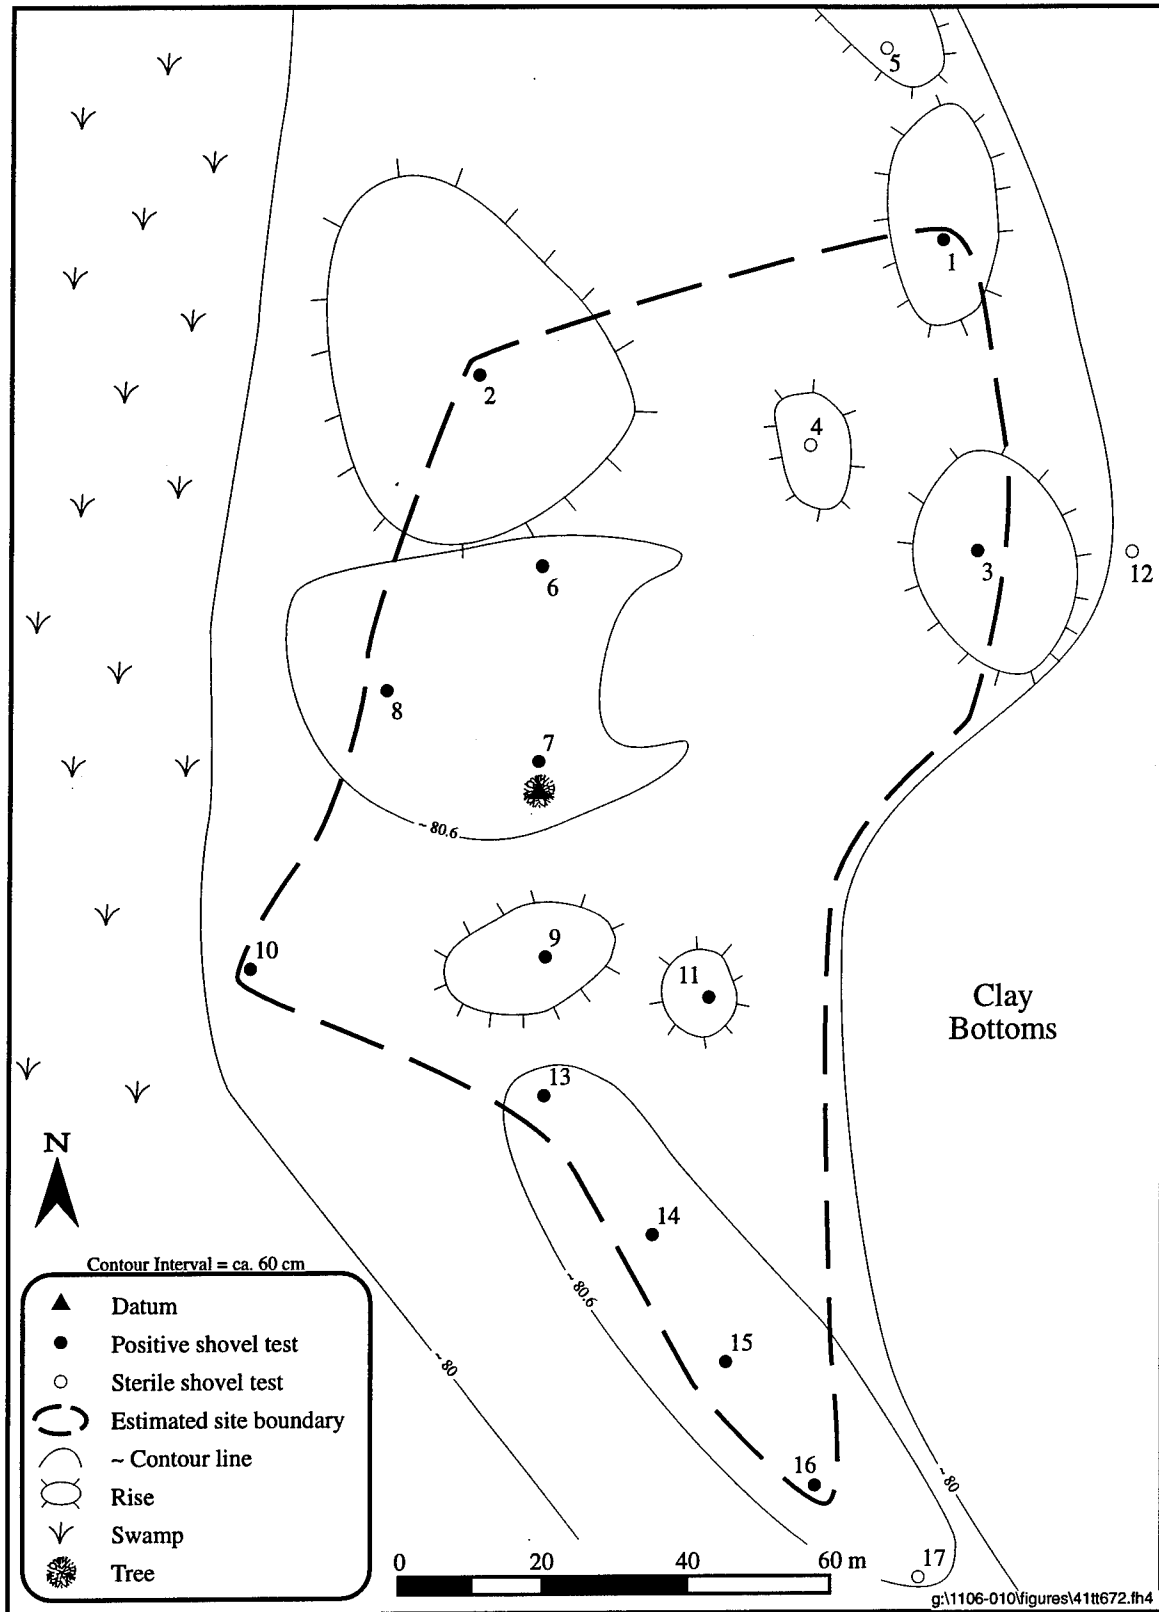 5
1
2
4
3
12
6
8
7
~ 80.6
10
9
11
Clay
Bottoms
13
N
14
~ 80.6
Contour Interval = ca. 60 cm
Datum
Positive shovel test
Sterile shovel test
Estimated site boundary
~ Contour line
Rise
Swamp
Tree
~ 80
15
16
~ 80
17
0 20 40 60 m
g:\1106-010\figures\41tt672.fh4